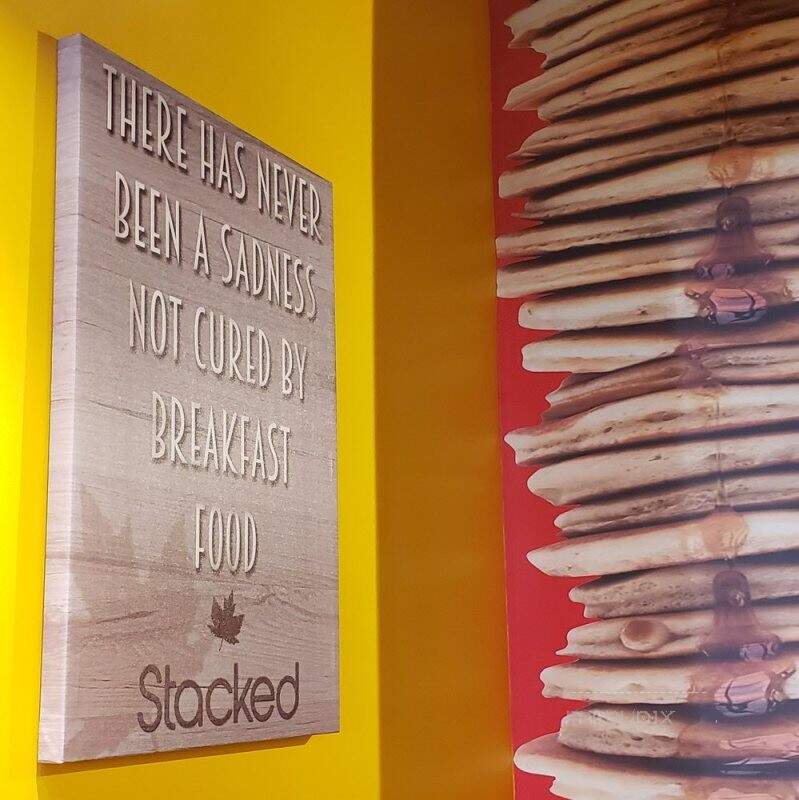 THERE HAS NEVER
BEEN A SADNESS
NOT CURED BY
BREAKFAST
FOOD
Stacked